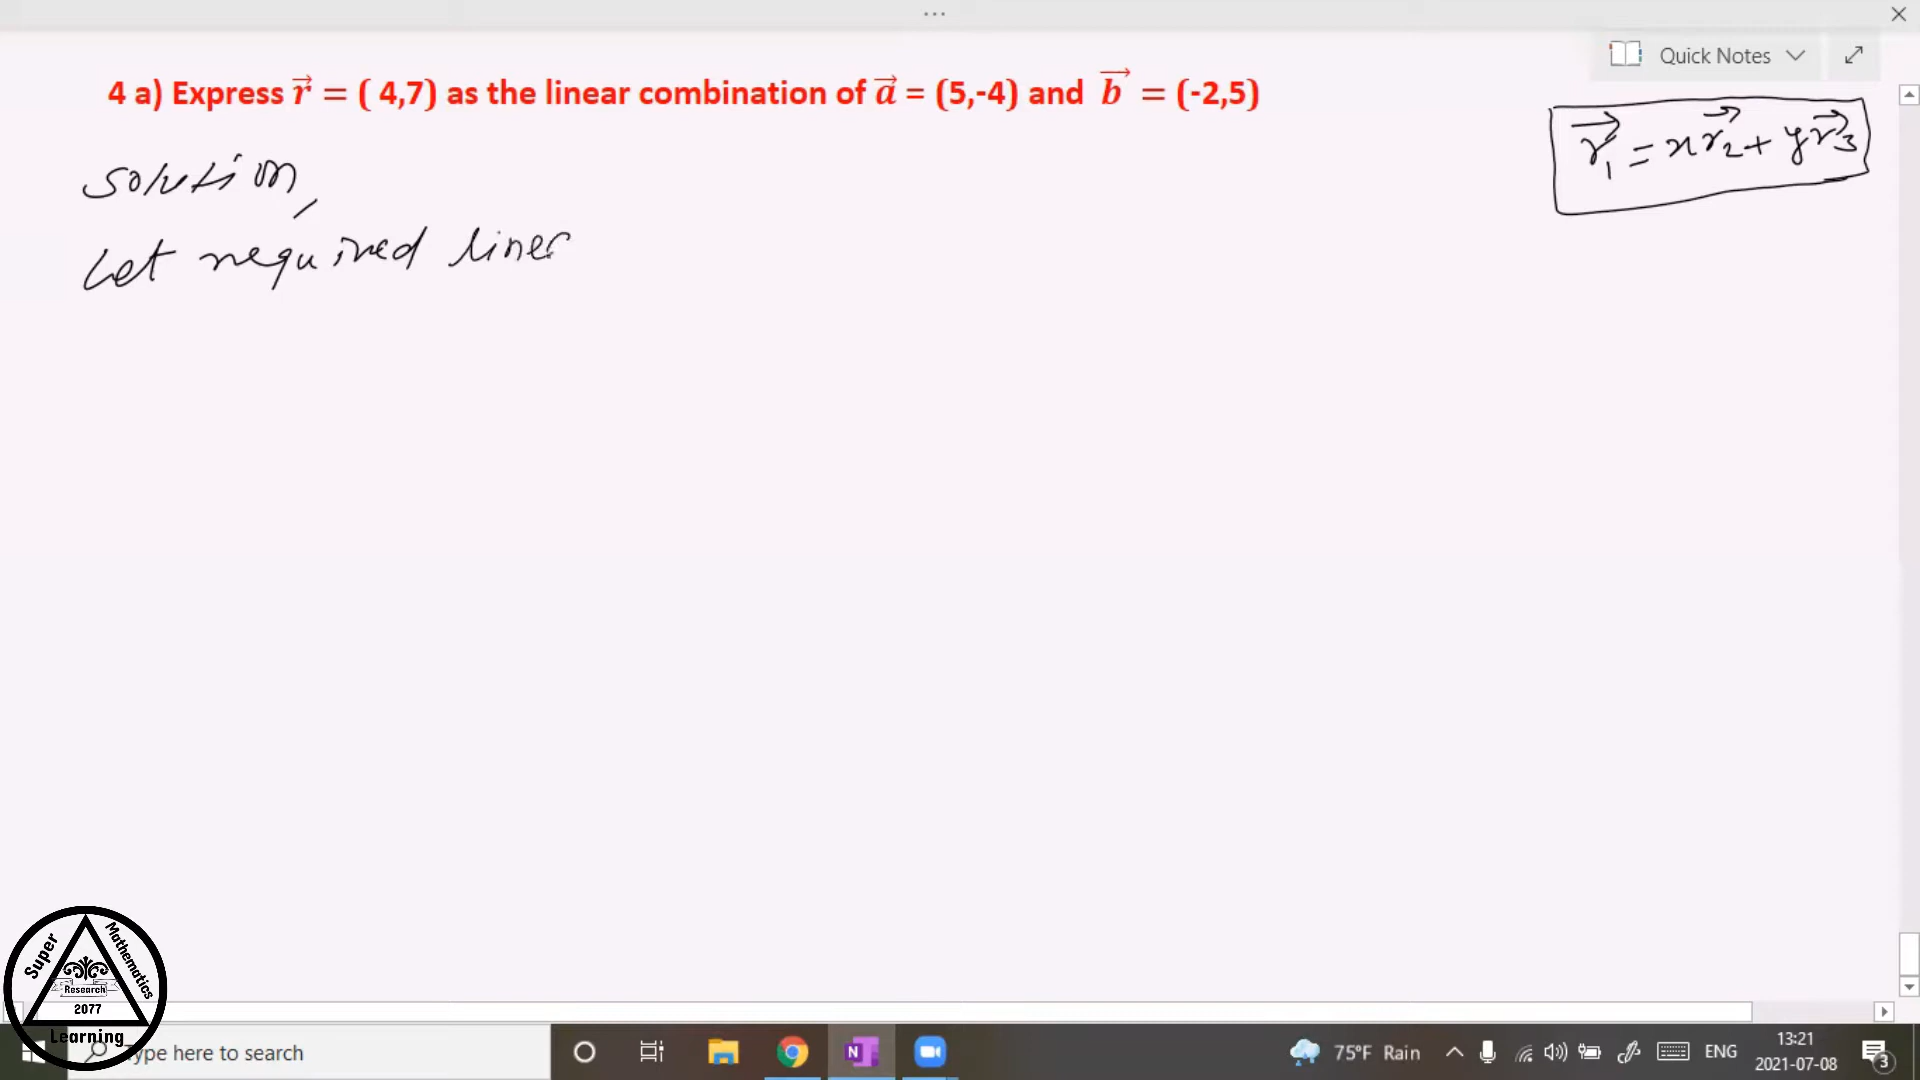 ...
Quick Notes
4 a) Express r⃗ = ( 4,7) as the linear combination of a⃗ = (5,-4) and b⃗ = (-2,5)
r⃗₁ = xr⃗₂ + yr⃗₃
solution,
Let required liner
Super Mathematics
Research
2077
Learning
Type here to search
75°F Rain
ENG
13:21
2021-07-08
3